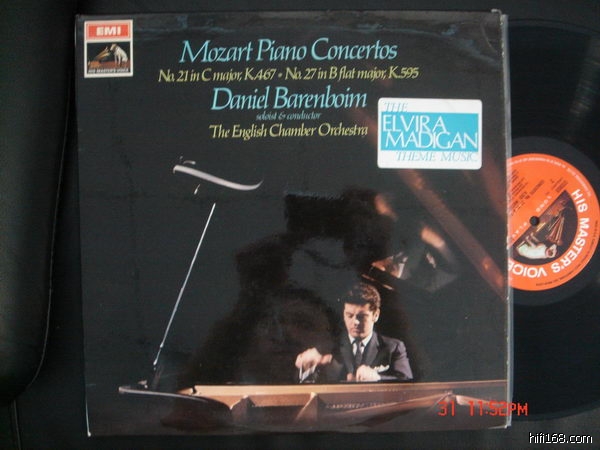 EMI
HIS MASTER'S VOICE
Mozart Piano Concertos
No. 21 in C major, K.467 • No. 27 in B flat major, K.595
Daniel Barenboim
soloist & conductor
The English Chamber Orchestra
THE
ELVIRA
MADIGAN
THEME MUSIC
HIS MASTER'S VOICE
31 11:52PM
hifi168.com